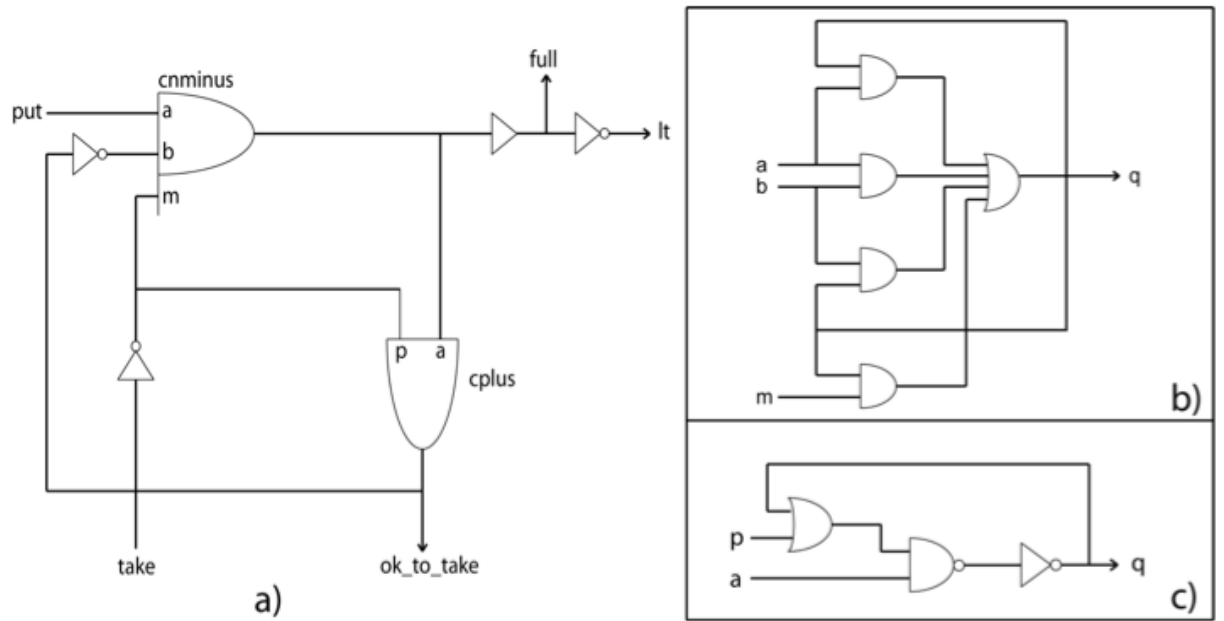 cnminus
full
put
a
b
m
lt
p
a
cplus
take
ok_to_take
a)
a
b
q
m
b)
p
a
q
c)